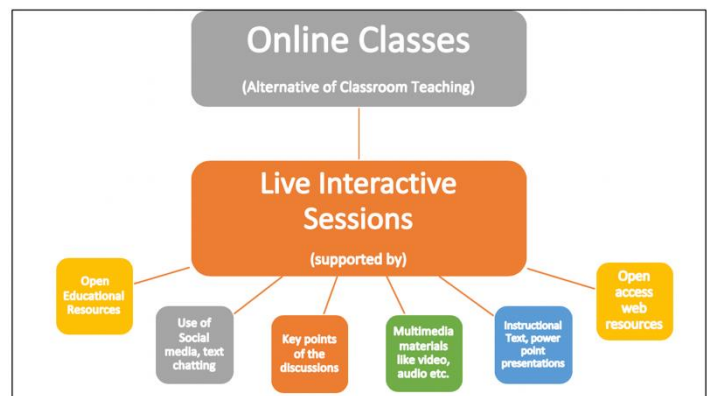 Online Classes
(Alternative of Classroom Teaching)
Live Interactive
Sessions
(supported by)
Open
Educational
Resources
Use of
Social
media, text
chatting
Key points
of the
discussions
Multimedia
materials
like video,
audio etc.
Instructional
Text, power
point
presentations
Open
access
web
resources